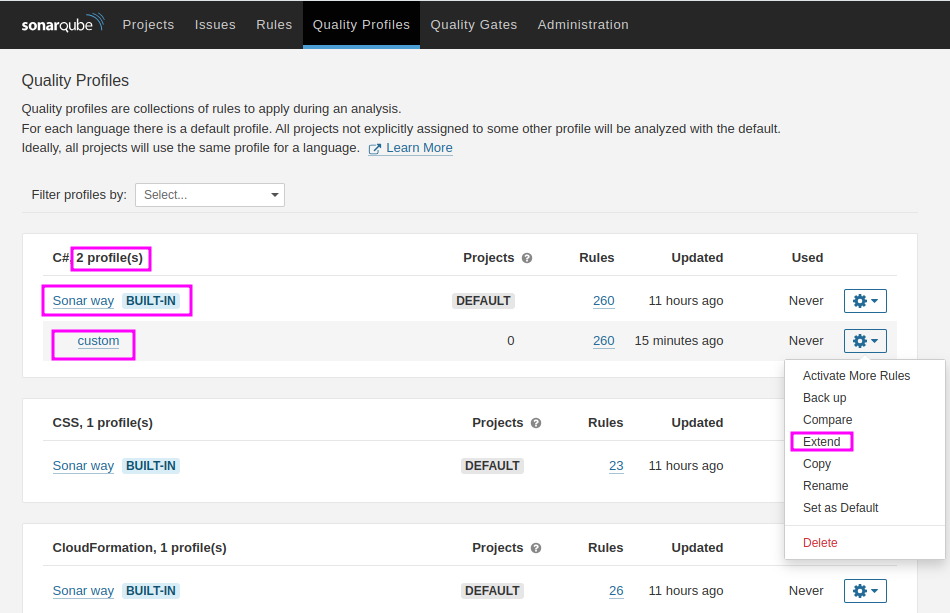 sonarqube Projects Issues Rules Quality Profiles Quality Gates Administration
Quality Profiles
Quality profiles are collections of rules to apply during an analysis.
For each language there is a default profile. All projects not explicitly assigned to some other profile will be analyzed with the default.
Ideally, all projects will use the same profile for a language. Learn More
Filter profiles by: Select...
C#, 2 profile(s) Projects ? Rules Updated Used
Sonar way BUILT-IN DEFAULT 260 11 hours ago Never
custom 0 260 15 minutes ago Never
Activate More Rules
Back up
Compare
Extend
Copy
Rename
Set as Default
Delete
CSS, 1 profile(s) Projects ? Rules Updated
Sonar way BUILT-IN DEFAULT 23 11 hours ago
CloudFormation, 1 profile(s) Projects ? Rules Updated
Sonar way BUILT-IN DEFAULT 26 11 hours ago Never